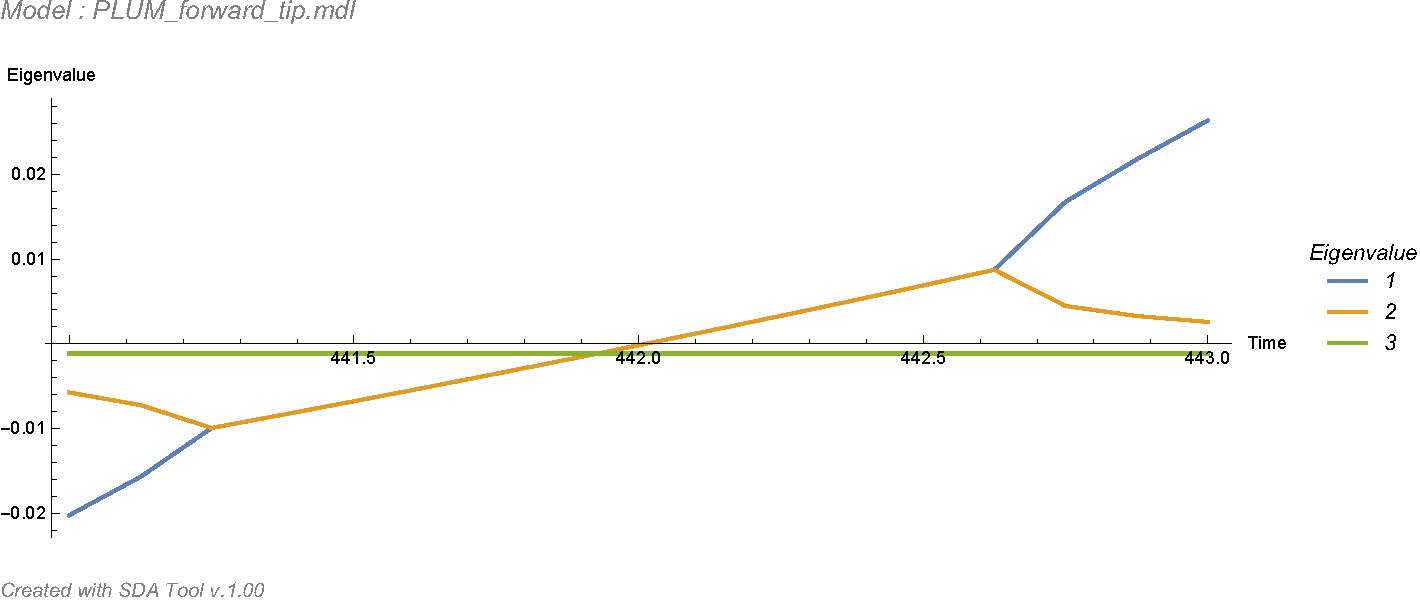 Model : PLUM_forward_tip.mdl
Eigenvalue
0.02
0.01
441.5 442.0 442.5 443.0 Time
−0.01
−0.02
Eigenvalue
1
2
3
Created with SDA Tool v.1.00